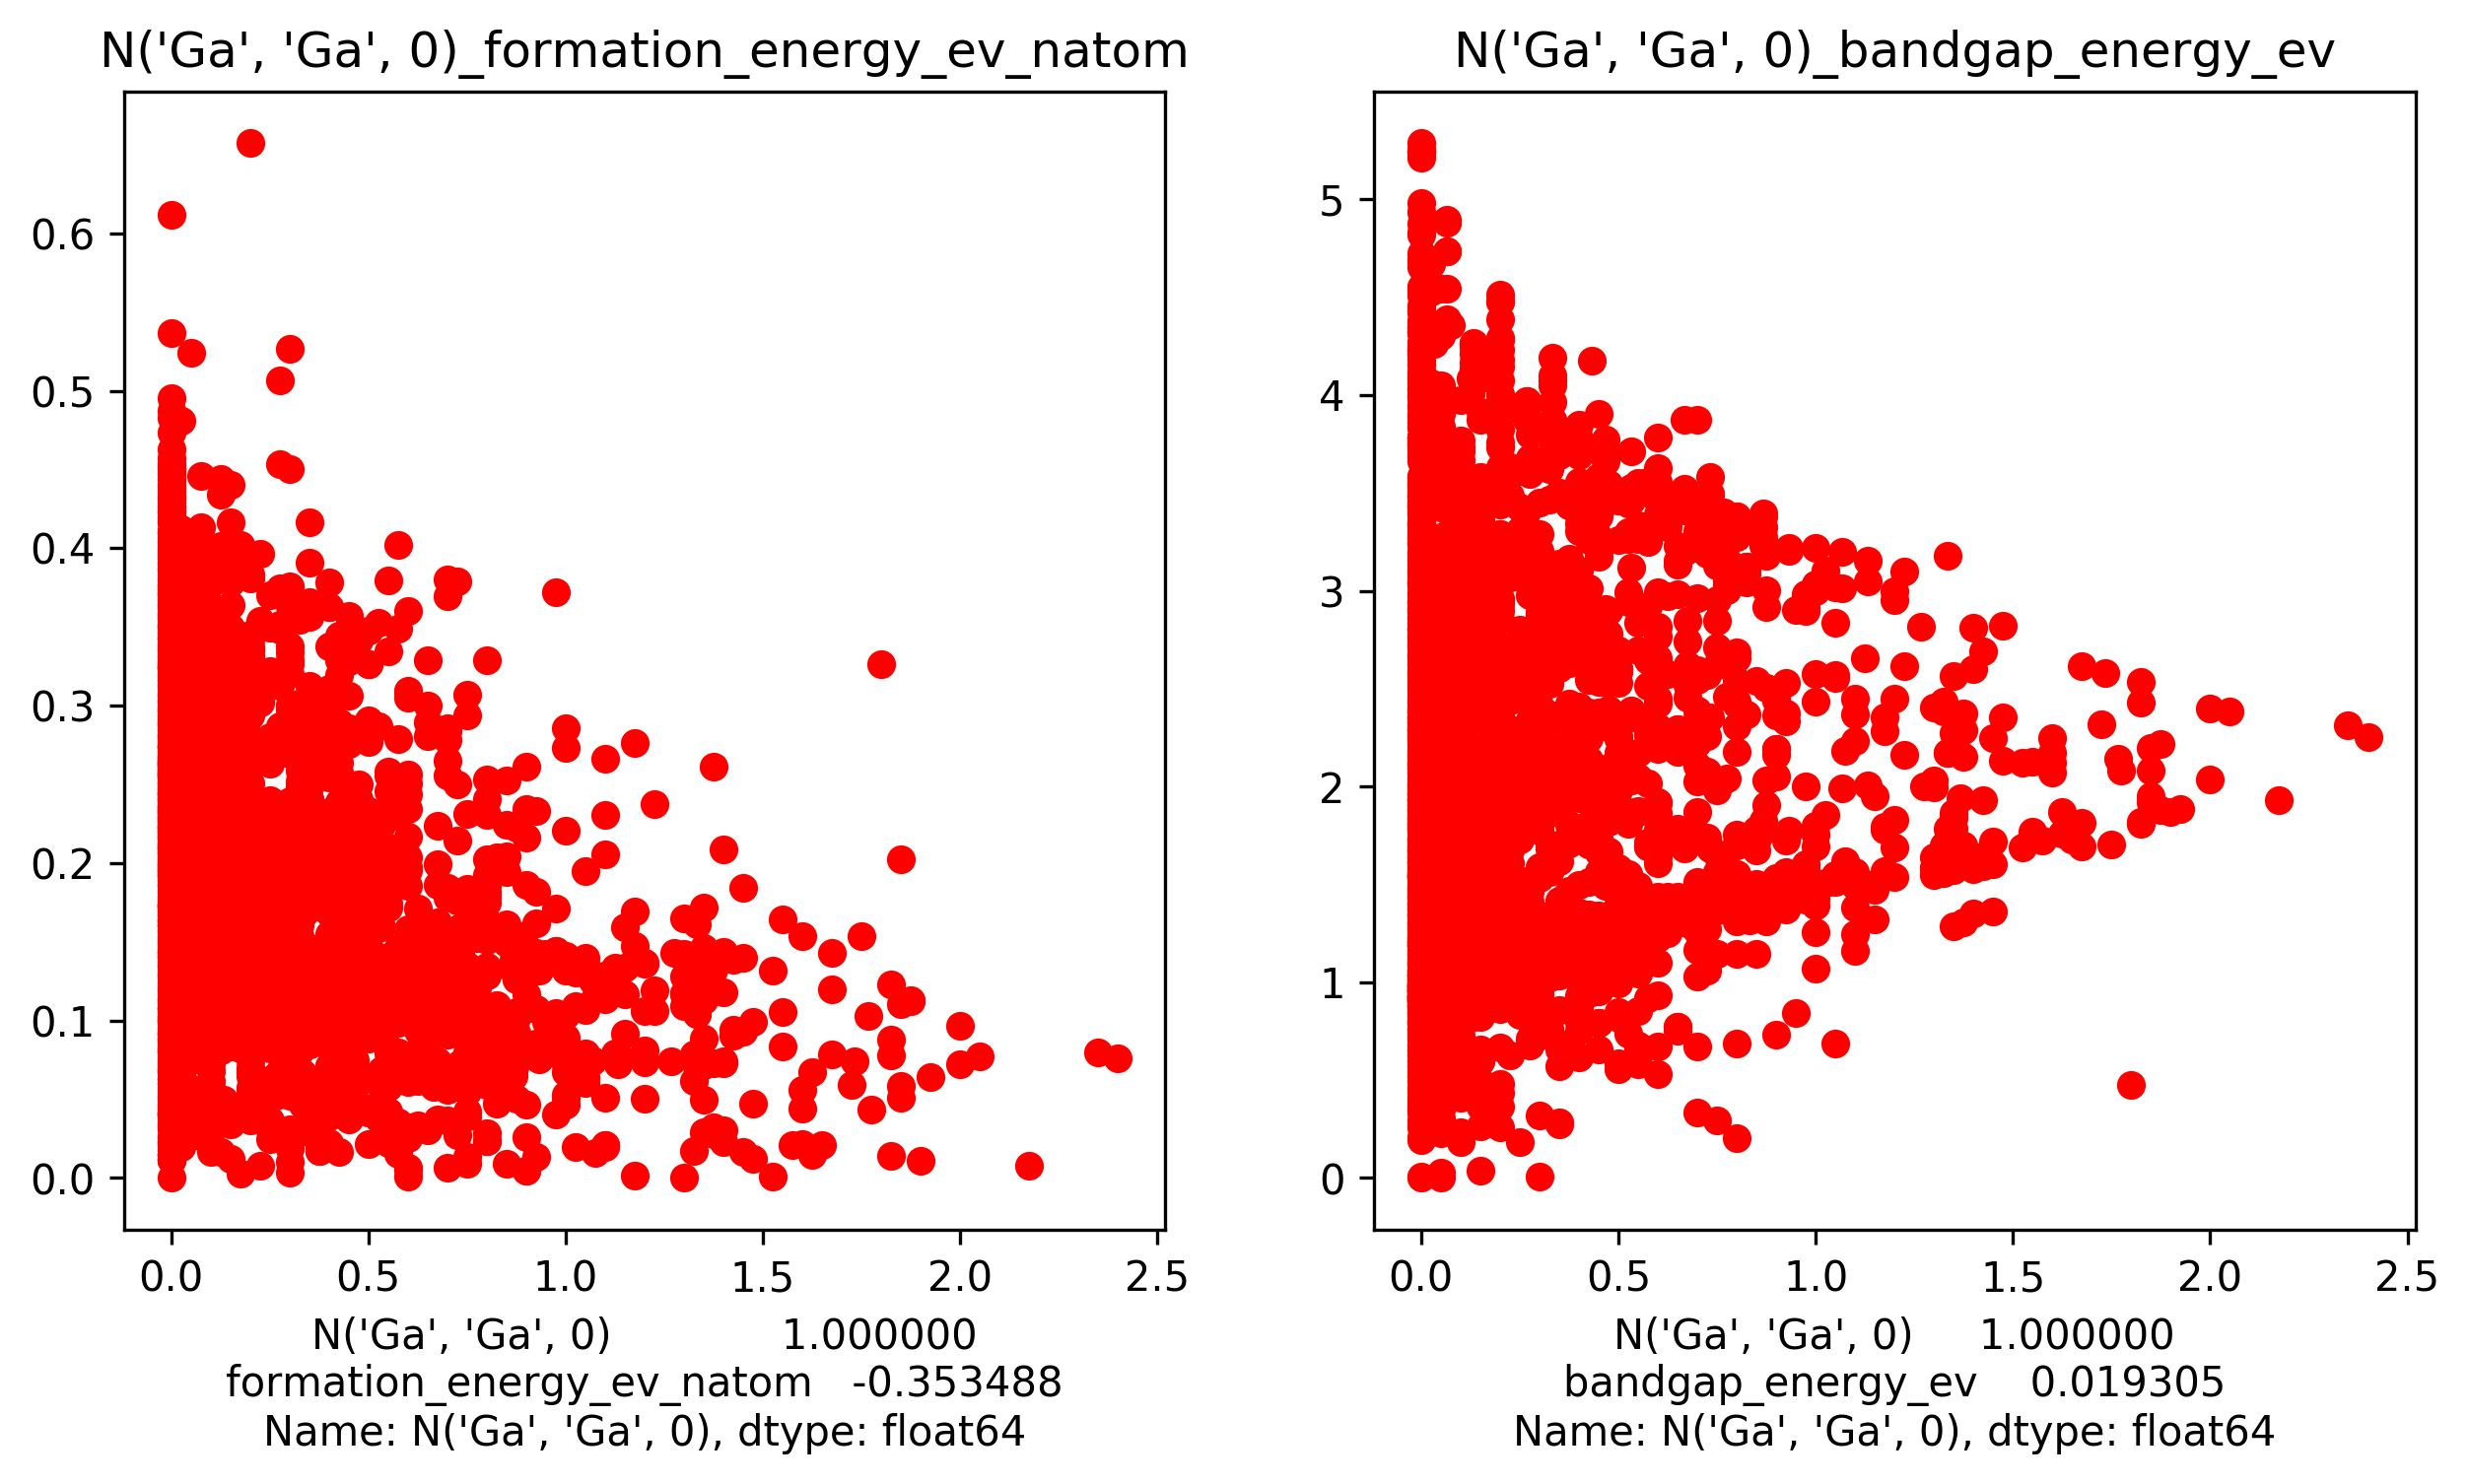 N('Ga', 'Ga', 0)_formation_energy_ev_natom
0.6
0.5
0.4
0.3
0.2
0.1
0.0
0.0 0.5 1.0 1.5 2.0 2.5
N('Ga', 'Ga', 0) 1.000000
formation_energy_ev_natom -0.353488
Name: N('Ga', 'Ga', 0), dtype: float64
N('Ga', 'Ga', 0)_bandgap_energy_ev
5
4
3
2
1
0
0.0 0.5 1.0 1.5 2.0 2.5
N('Ga', 'Ga', 0) 1.000000
bandgap_energy_ev 0.019305
Name: N('Ga', 'Ga', 0), dtype: float64